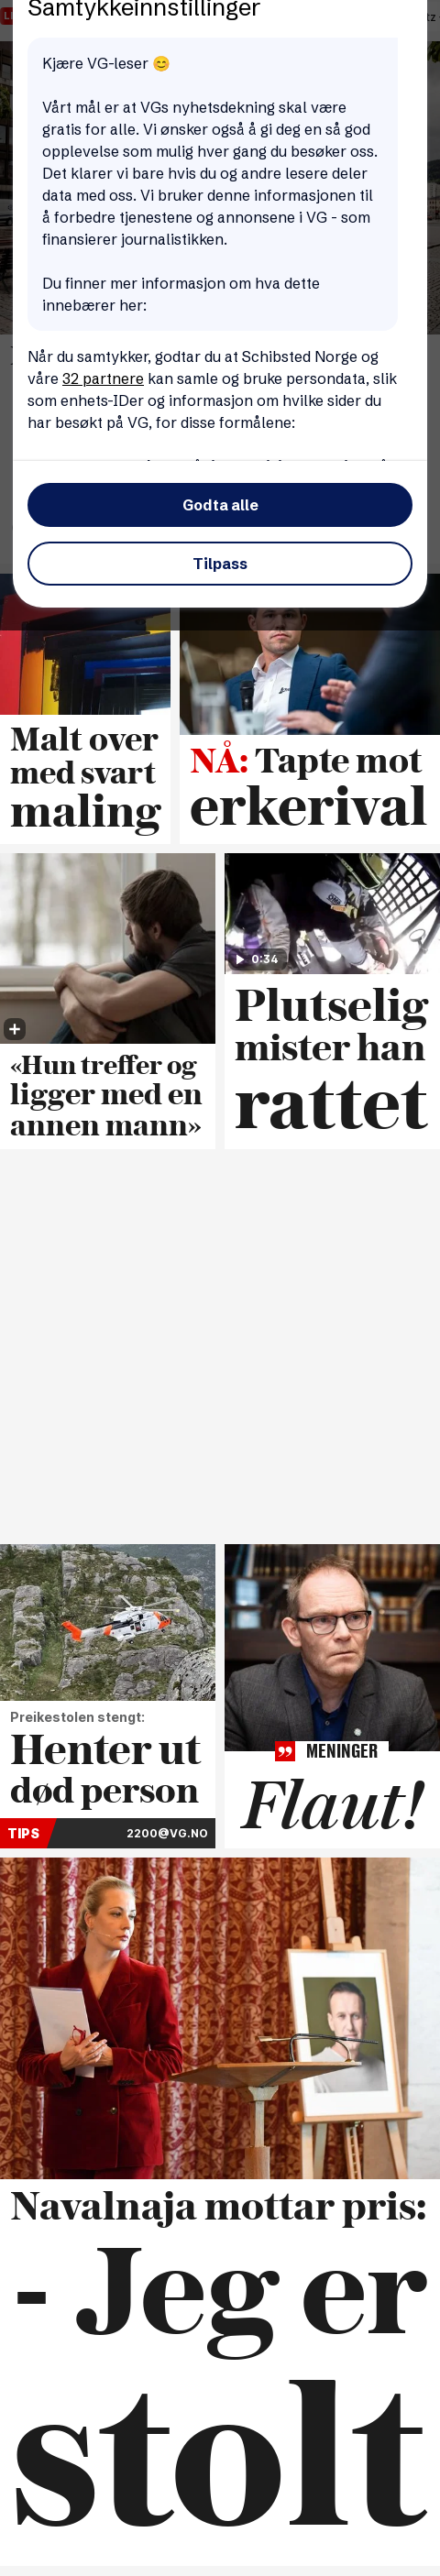 Samtykkeinnstillinger
Kjære VG-leser 😊
Vårt mål er at VGs nyhetsdekning skal være
gratis for alle. Vi ønsker også å gi deg en så god
opplevelse som mulig hver gang du besøker oss.
Det klarer vi bare hvis du og andre lesere deler
data med oss. Vi bruker denne informasjonen til
å forbedre tjenestene og annonsene i VG - som
finansierer journalistikken.
Du finner mer informasjon om hva dette
innebærer her:
Når du samtykker, godtar du at Schibsted Norge og
våre 32 partnere kan samle og bruke persondata, slik
som enhets-IDer og informasjon om hvilke sider du
har besøkt på VG, for disse formålene:
Godta alle
Tilpass
Malt over
med svart
maling
NÅ: Tapte mot
erkerival
0:34
«Hun treffer og
ligger med en
annen mann»
Plutselig
mister han
rattet
Preikestolen stengt:
Henter ut
død person
TIPS 2200@VG.NO
MENINGER
Flaut!
Navalnaja mottar pris:
- Jeg er
stolt